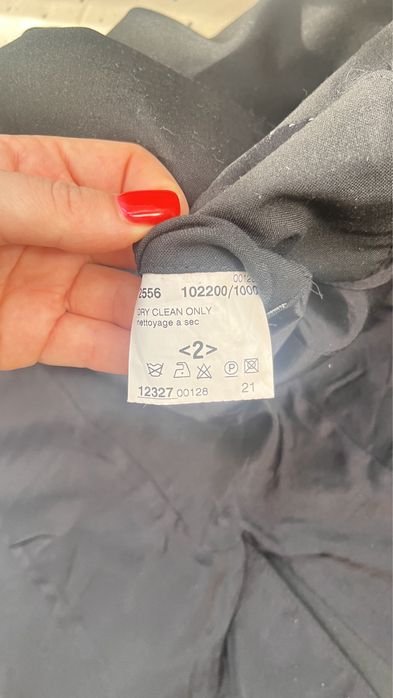 2556 102200/1000
DRY CLEAN ONLY
nettoyage a sec
<2>
P
12327 00128
21